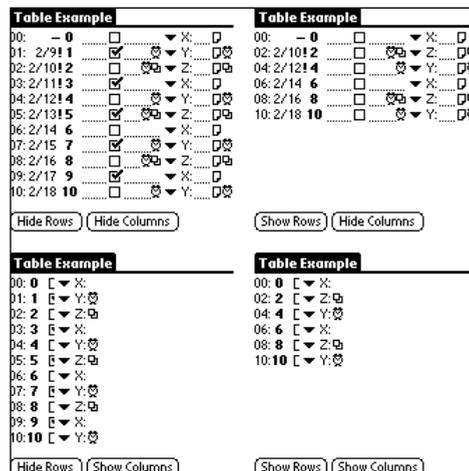 Table Example
00: – 0 X:
01: 2/9! 1 Y:
02: 2/10! 2 Z:
03: 2/11! 3 X:
04: 2/12! 4 Y:
05: 2/13! 5 Z:
06: 2/14 6 X:
07: 2/15 7 Y:
08: 2/16 8 Z:
09: 2/17 9 X:
10: 2/18 10 Y:
Hide Rows Hide Columns
Table Example
00: – 0 X:
02: 2/10! 2 Z:
04: 2/12! 4 Y:
06: 2/14 6 X:
08: 2/16 8 Z:
10: 2/18 10 Y:
Show Rows Hide Columns
Table Example
00: 0 X:
01: 1 Y:
02: 2 Z:
03: 3 X:
04: 4 Y:
05: 5 Z:
06: 6 X:
07: 7 Y:
08: 8 Z:
09: 9 X:
10: 10 Y:
Hide Rows Show Columns
Table Example
00: 0 X:
02: 2 Z:
04: 4 Y:
06: 6 X:
08: 8 Z:
10: 10 Y:
Show Rows Show Columns